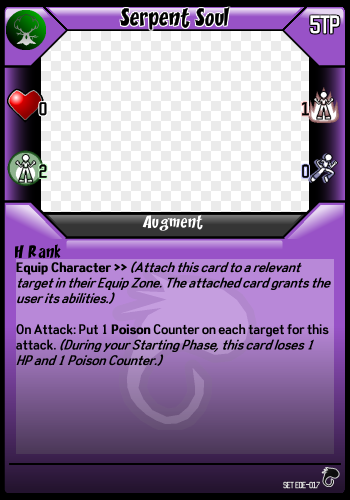 Serpent Soul
5TP
0
1
2
0
Augment
H Rank
Equip Character >> (Attach this card to a relevant
target in their Equip Zone. The attached card grants the
user its abilities.)
On Attack: Put 1 Poison Counter on each target for this
attack. (During your Starting Phase, this card loses 1
HP and 1 Poison Counter.)
SET EOE-017